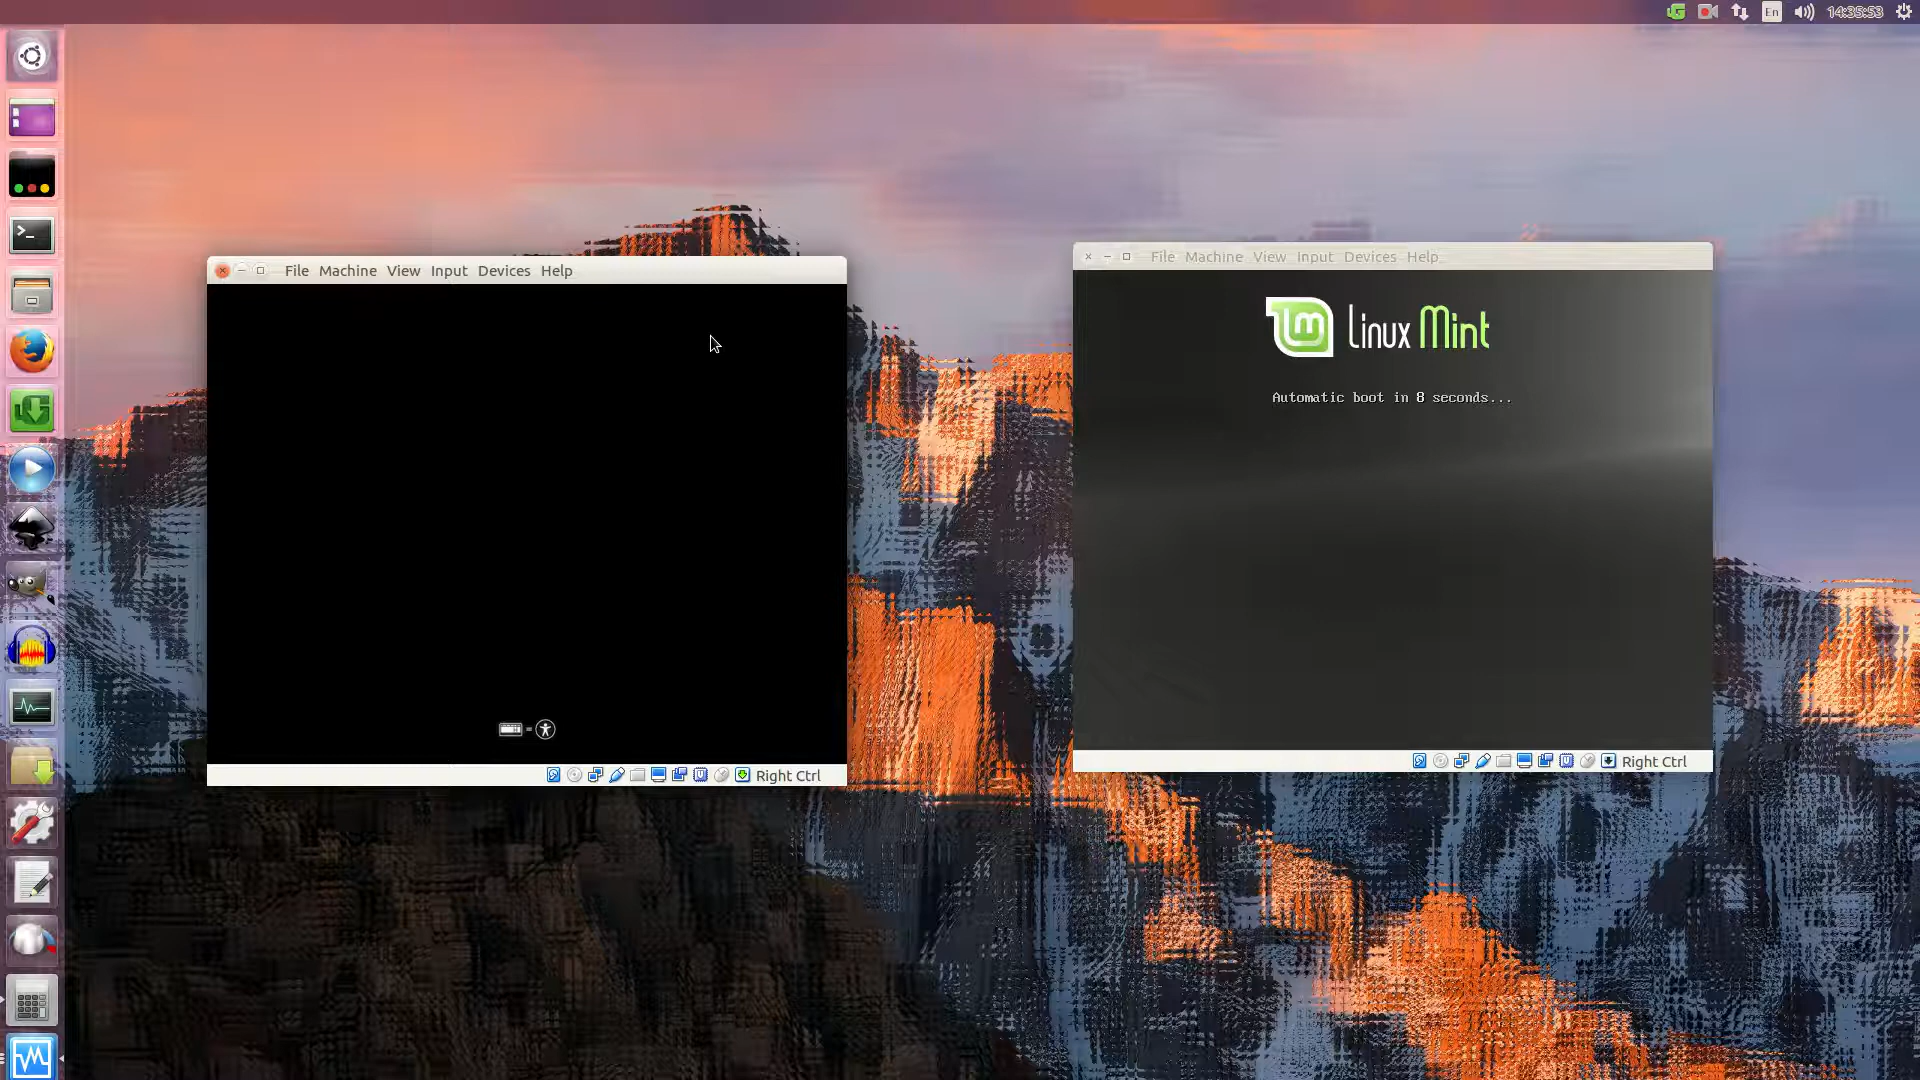 En 14:35:53
File Machine View Input Devices Help
Right Ctrl
File Machine View Input Devices Help
Linux Mint
Automatic boot in 8 seconds...
Right Ctrl